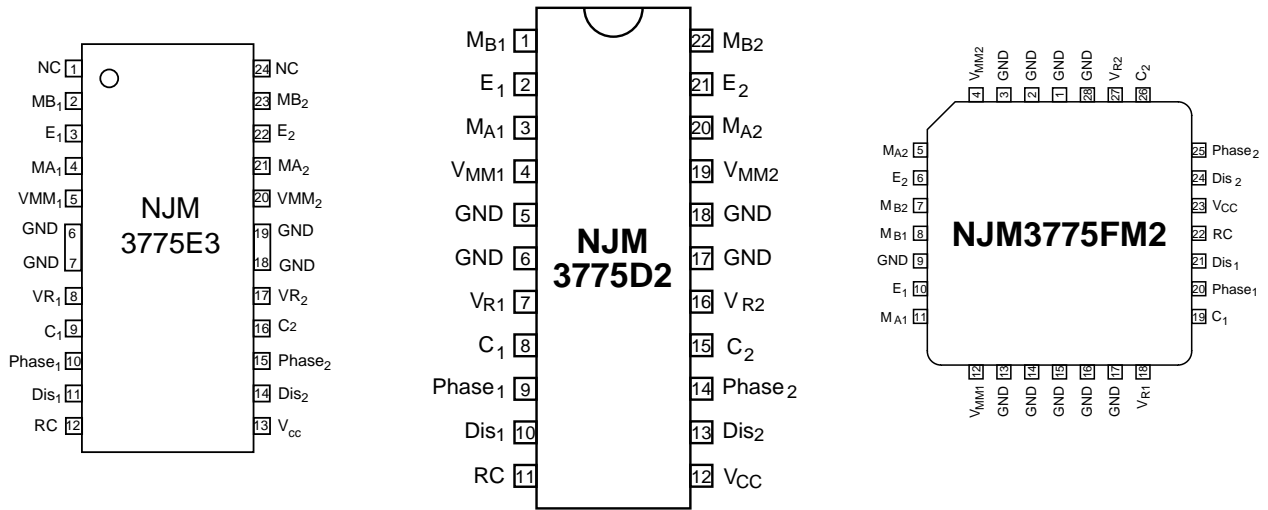 NC 1
MB1 2
E1 3
MA1 4
VMM1 5
GND 6
GND 7
VR1 8
C1 9
Phase1 10
Dis1 11
RC 12
24 NC
23 MB2
22 E2
21 MA2
20 VMM2
19 GND
18 GND
17 VR2
16 C2
15 Phase2
14 Dis2
13 Vcc
NJM
3775E3
MB1 1
E1 2
MA1 3
VMM1 4
GND 5
GND 6
VR1 7
C1 8
Phase1 9
Dis1 10
RC 11
22 MB2
21 E2
20 MA2
19 VMM2
18 GND
17 GND
16 VR2
15 C2
14 Phase2
13 Dis2
12 VCC
NJM
3775D2
VMM2 4
GND 3
GND 2
GND 1
GND 28
VR2 27
C2 26
MA2 5
E2 6
MB2 7
MB1 8
GND 9
E1 10
MA1 11
25 Phase2
24 Dis2
23 VCC
22 RC
21 Dis1
20 Phase1
19 C1
NJM3775FM2
VMM1 12
GND 13
GND 14
GND 15
GND 16
GND 17
VR1 18